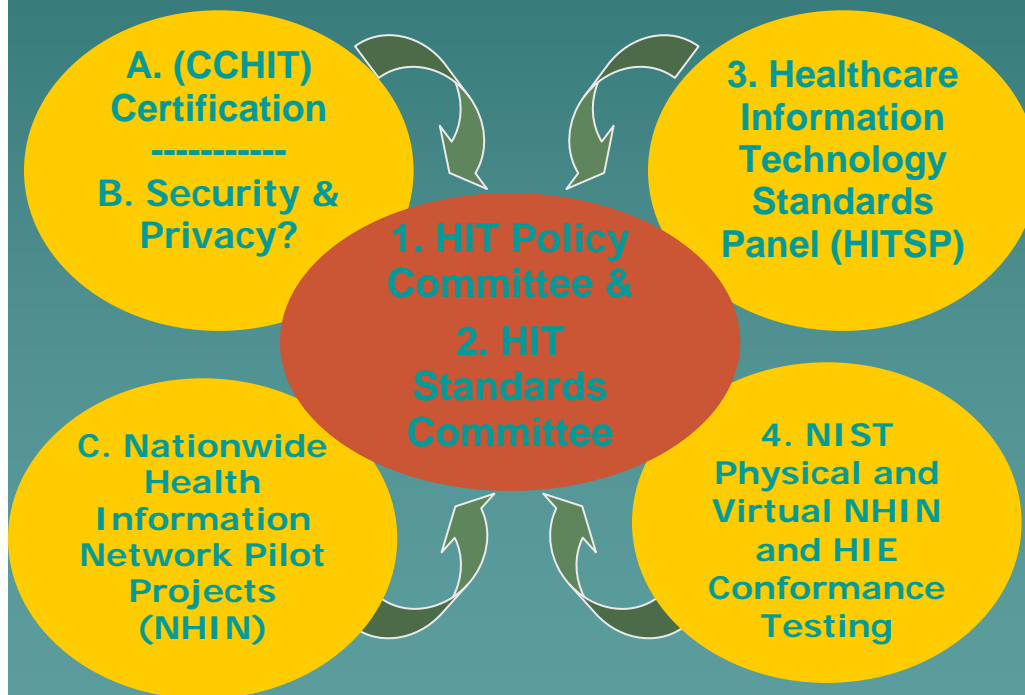 A. (CCHIT)
Certification
-----------
B. Security &
Privacy?
3. Healthcare
Information
Technology
Standards
Panel (HITSP)
1. HIT Policy
Committee &
2. HIT
Standards
Committee
C. Nationwide
Health
Information
Network Pilot
Projects
(NHIN)
4. NIST
Physical and
Virtual NHIN
and HIE
Conformance
Testing